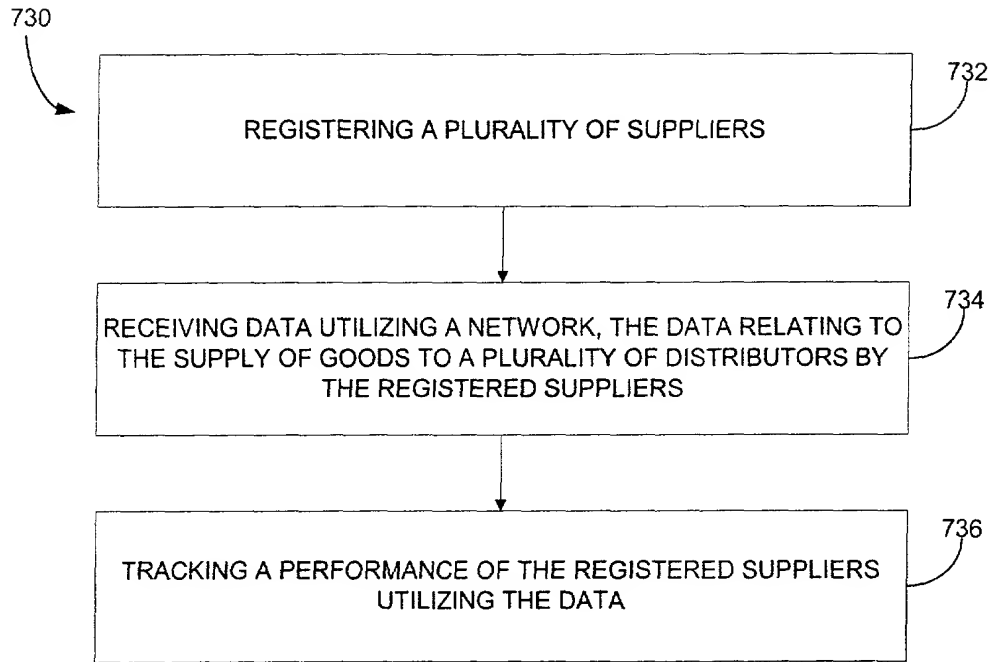 730
732
REGISTERING A PLURALITY OF SUPPLIERS
734
RECEIVING DATA UTILIZING A NETWORK, THE DATA RELATING TO
THE SUPPLY OF GOODS TO A PLURALITY OF DISTRIBUTORS BY
THE REGISTERED SUPPLIERS
736
TRACKING A PERFORMANCE OF THE REGISTERED SUPPLIERS
UTILIZING THE DATA